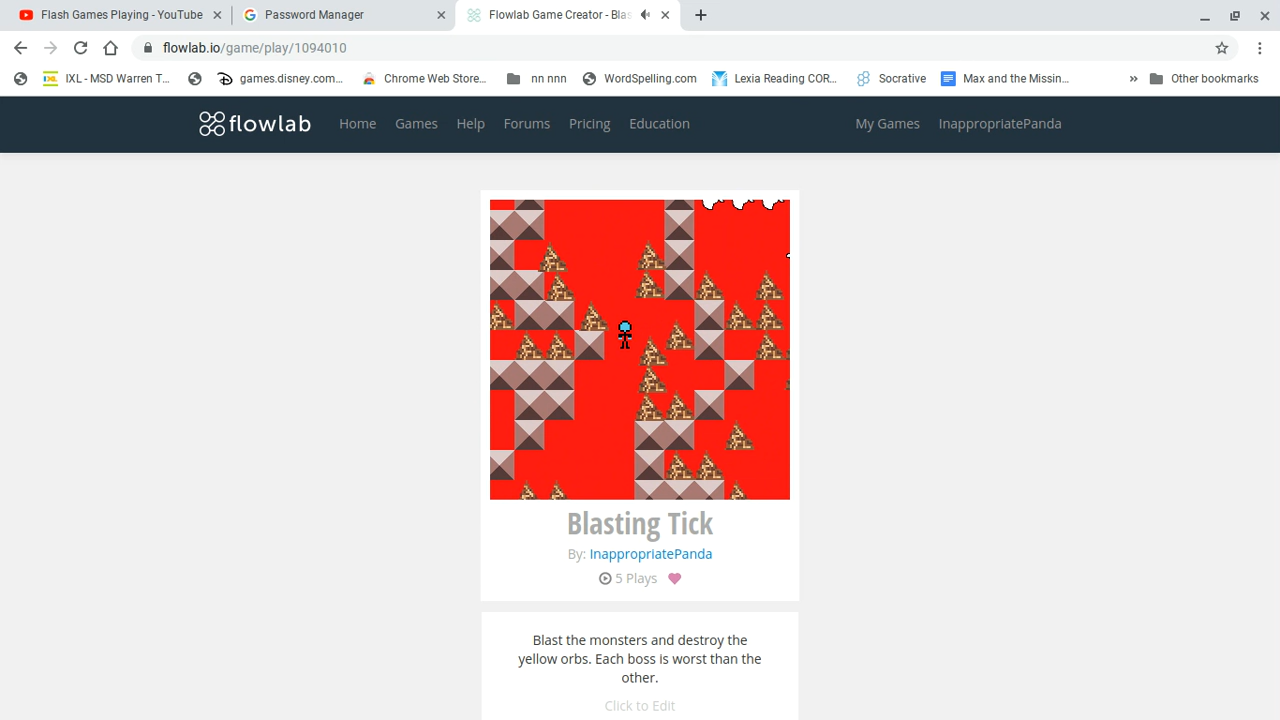 Flash Games Playing - YouTube
Password Manager
Flowlab Game Creator - Blas
flowlab.io/game/play/1094010
IXL - MSD Warren T...
games.disney.com...
Chrome Web Store...
nn nnn
WordSpelling.com
Lexia Reading COR...
Socrative
Max and the Missin...
»
Other bookmarks
flowlab
Home
Games
Help
Forums
Pricing
Education
My Games
InappropriatePanda
Blasting Tick
By: InappropriatePanda
5 Plays
Blast the monsters and destroy the
yellow orbs. Each boss is worst than the
other.
Click to Edit